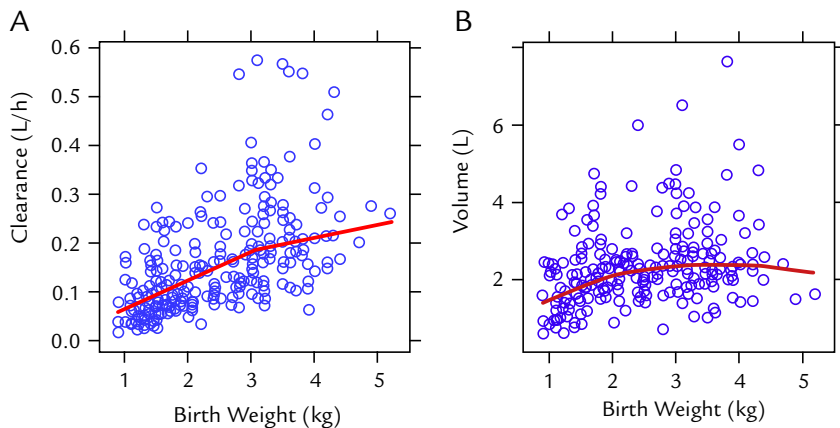 A
Clearance (L/h)
0.6
0.5
0.4
0.3
0.2
0.1
0.0
1 2 3 4 5
Birth Weight (kg)
B
Volume (L)
6
4
2
1 2 3 4 5
Birth Weight (kg)